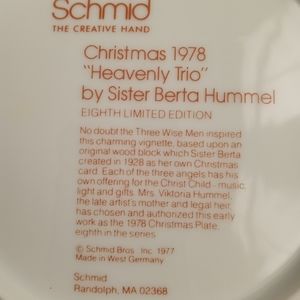 Schmid
THE CREATIVE HAND
Christmas 1978
"Heavenly Trio"
by Sister Berta Hummel
EIGHTH LIMITED EDITION
No doubt the Three Wise Men inspired
this charming vignette, based upon an
original wood block which Sister Berta
created in 1928 as her own Christmas
card. Each of the three angels has his
own offering for the Christ Child - music,
light and gifts. Mrs. Viktoria Hummel,
the late artist's mother and legal heir,
has chosen and authorized this early
work as the 1978 Christmas Plate,
eighth in the series.
© Schmid Bros. Inc. 1977
Made in West Germany
Schmid
Randolph, MA 02368